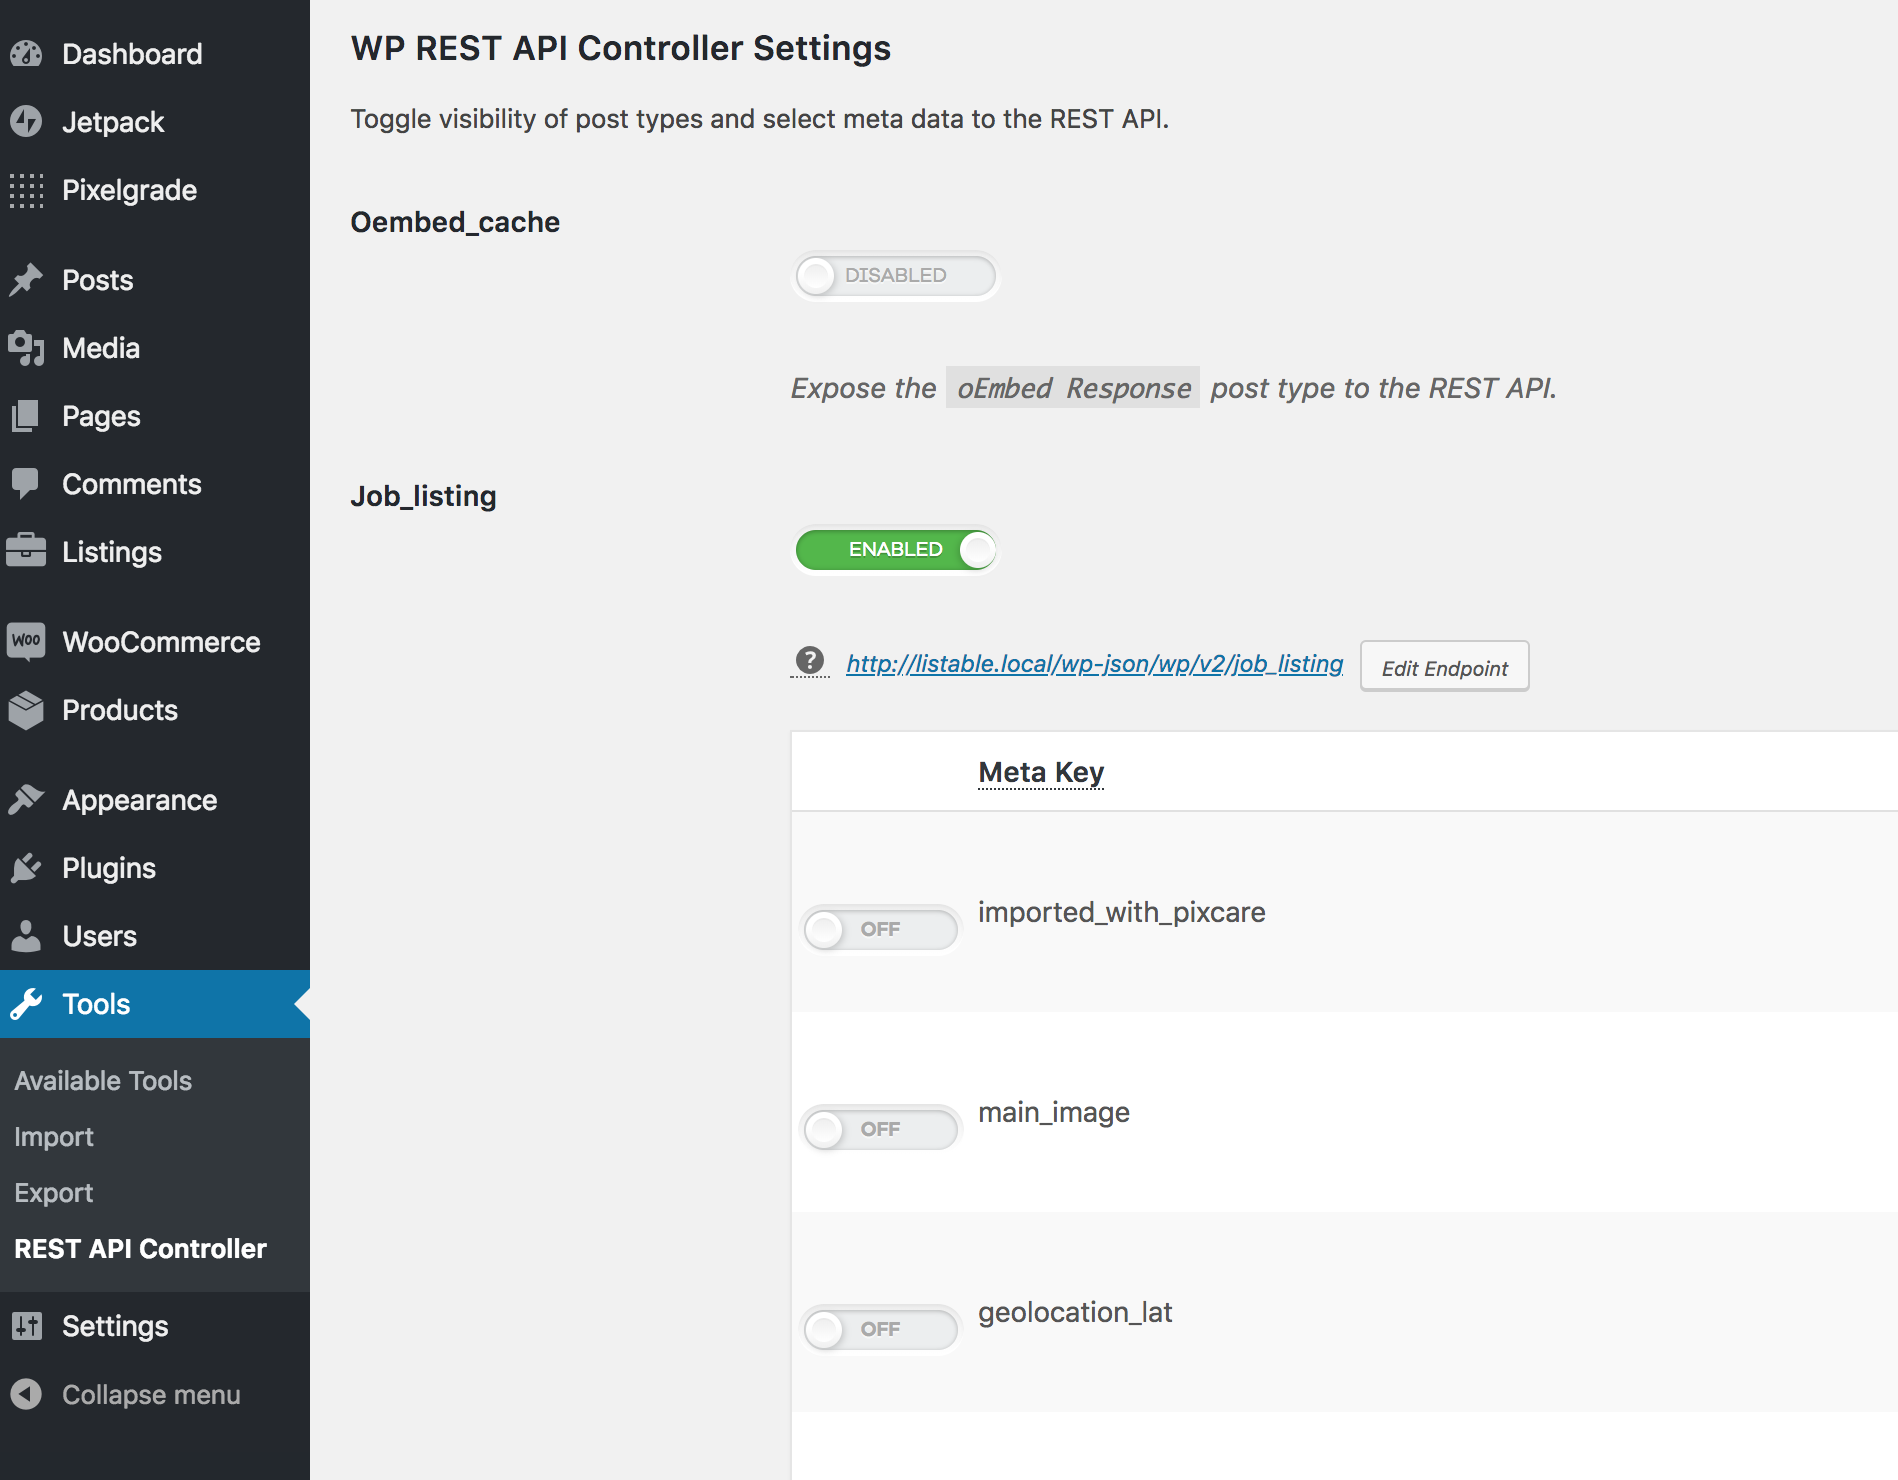 Dashboard
Jetpack
Pixelgrade
Posts
Media
Pages
Comments
Listings
Woo WooCommerce
Products
Appearance
Plugins
Users
Tools
Available Tools
Import
Export
REST API Controller
Settings
Collapse menu
WP REST API Controller Settings
Toggle visibility of post types and select meta data to the REST API.
Oembed_cache
DISABLED
Expose the oEmbed Response post type to the REST API.
Job_listing
ENABLED
? http://listable.local/wp-json/wp/v2/job_listing Edit Endpoint
Meta Key
OFF imported_with_pixcare
OFF main_image
OFF geolocation_lat